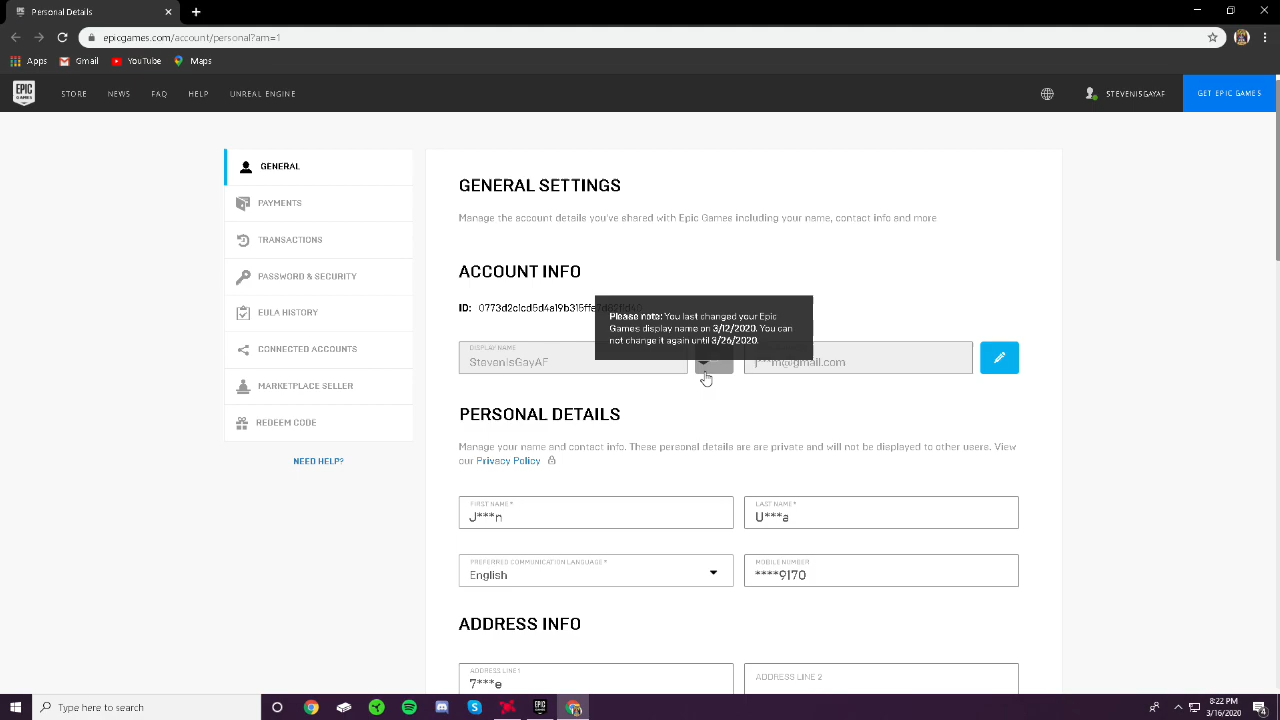 Personal Details
epicgames.com/account/personal?am=1
Apps Gmail YouTube Maps
EPIC GAMES STORE NEWS FAQ HELP UNREAL ENGINE STEVENISGAYAF GET EPIC GAMES
GENERAL
PAYMENTS
TRANSACTIONS
PASSWORD & SECURITY
EULA HISTORY
CONNECTED ACCOUNTS
MARKETPLACE SELLER
REDEEM CODE
NEED HELP?
GENERAL SETTINGS
Manage the account details you've shared with Epic Games including your name, contact info and more
ACCOUNT INFO
ID:
Please note: You last changed your Epic
Games display name on 3/12/2020. You can
not change it again until 3/26/2020.
DISPLAY NAME
StevenIsGayAF
j***m@gmail.com
PERSONAL DETAILS
Manage your name and contact info. These personal details are are private and will not be displayed to other users. View
our Privacy Policy
FIRST NAME *
J***n
LAST NAME *
U***a
PREFERRED COMMUNICATION LANGUAGE *
English
MOBILE NUMBER
****9170
ADDRESS INFO
ADDRESS LINE 1
7***e
ADDRESS LINE 2
Type here to search
EPIC GAMES
8:22 PM
3/16/2020